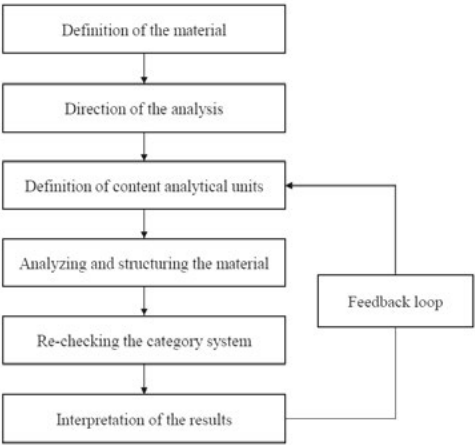 Definition of the material
Direction of the analysis
Definition of content analytical units
Analyzing and structuring the material
Feedback loop
Re-checking the category system
Interpretation of the results